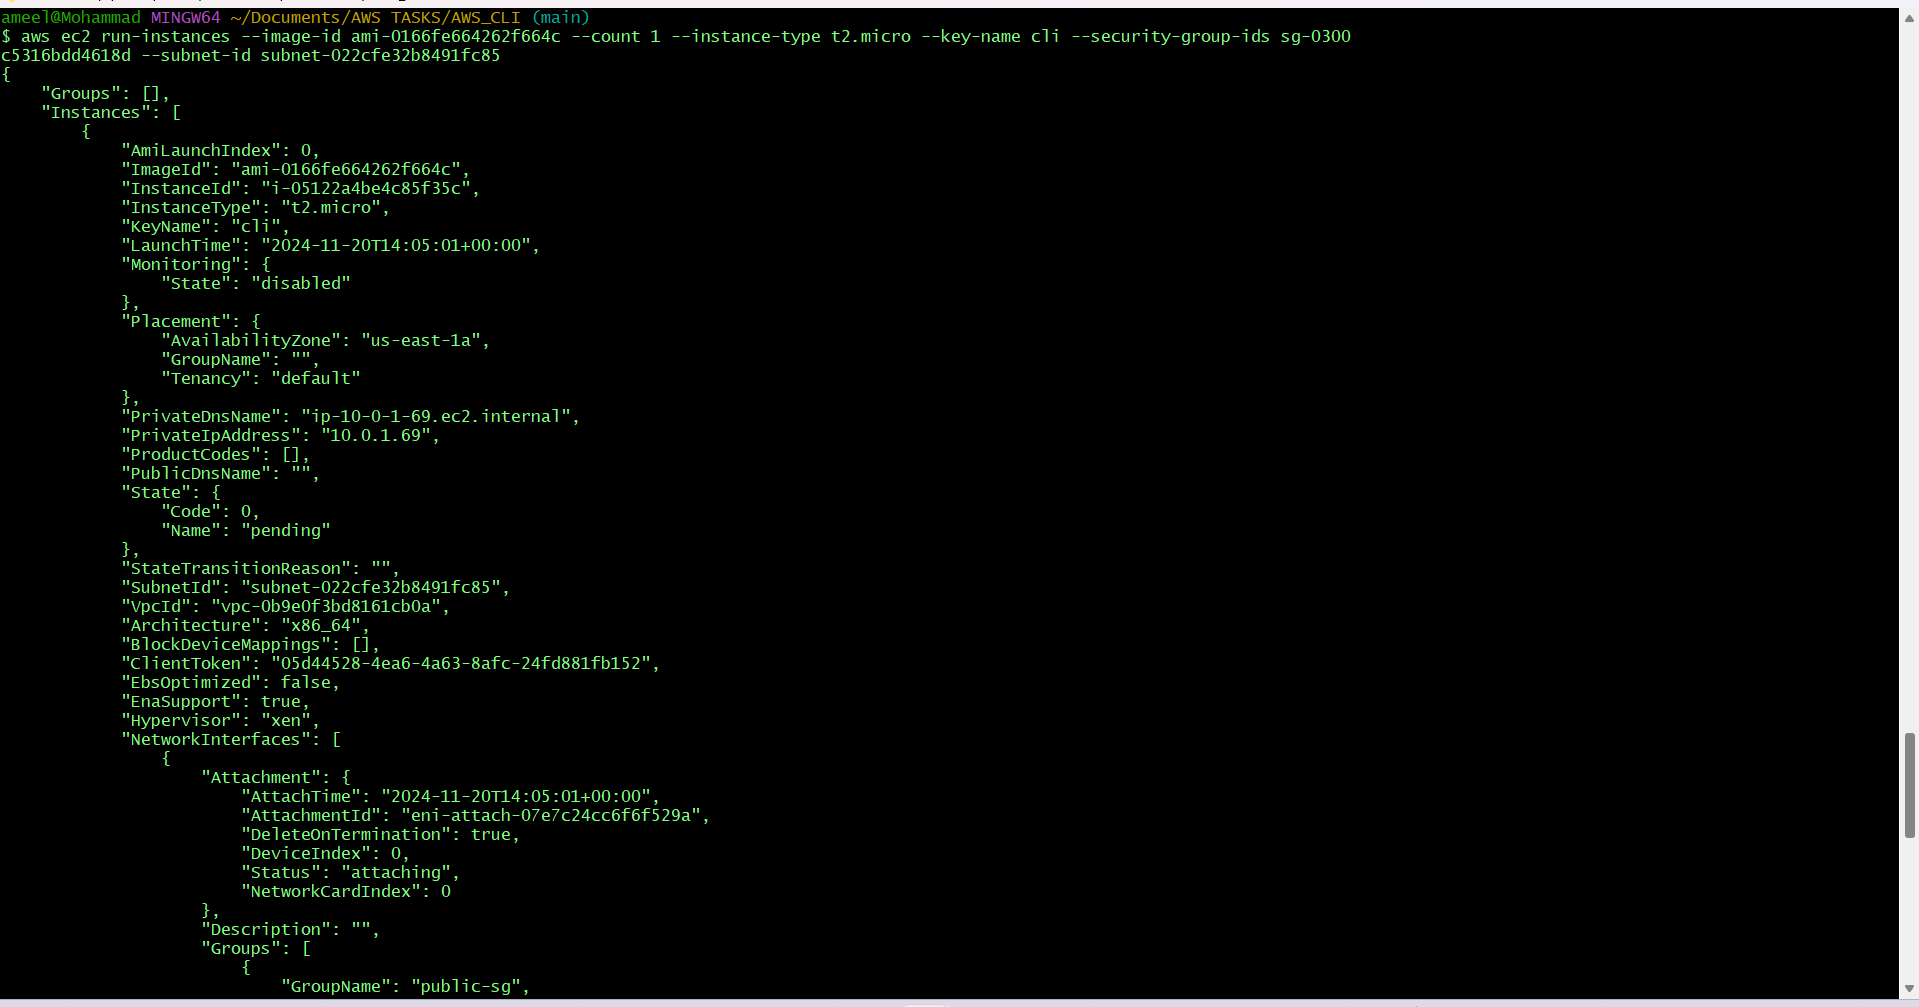 ameel@Mohammad MINGW64 ~/Documents/AWS TASKS/AWS_CLI (main)
$ aws ec2 run-instances --image-id ami-0166fe664262f664c --count 1 --instance-type t2.micro --key-name cli --security-group-ids sg-0300
c5316bdd4618d --subnet-id subnet-022cfe32b8491fc85
{
    "Groups": [],
    "Instances": [
        {
            "AmiLaunchIndex": 0,
            "ImageId": "ami-0166fe664262f664c",
            "InstanceId": "i-05122a4be4c85f35c",
            "InstanceType": "t2.micro",
            "KeyName": "cli",
            "LaunchTime": "2024-11-20T14:05:01+00:00",
            "Monitoring": {
                "State": "disabled"
            },
            "Placement": {
                "AvailabilityZone": "us-east-1a",
                "GroupName": "",
                "Tenancy": "default"
            },
            "PrivateDnsName": "ip-10-0-1-69.ec2.internal",
            "PrivateIpAddress": "10.0.1.69",
            "ProductCodes": [],
            "PublicDnsName": "",
            "State": {
                "Code": 0,
                "Name": "pending"
            },
            "StateTransitionReason": "",
            "SubnetId": "subnet-022cfe32b8491fc85",
            "VpcId": "vpc-0b9e0f3bd8161cb0a",
            "Architecture": "x86_64",
            "BlockDeviceMappings": [],
            "ClientToken": "05d44528-4ea6-4a63-8afc-24fd881fb152",
            "EbsOptimized": false,
            "EnaSupport": true,
            "Hypervisor": "xen",
            "NetworkInterfaces": [
                {
                    "Attachment": {
                        "AttachTime": "2024-11-20T14:05:01+00:00",
                        "AttachmentId": "eni-attach-07e7c24cc6f6f529a",
                        "DeleteOnTermination": true,
                        "DeviceIndex": 0,
                        "Status": "attaching",
                        "NetworkCardIndex": 0
                    },
                    "Description": "",
                    "Groups": [
                        {
                            "GroupName": "public-sg",